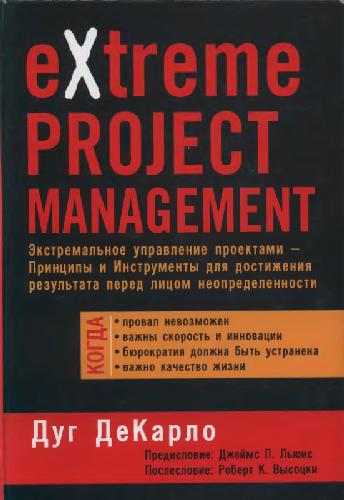 eXtreme
PROJECT
MANAGEMENT
Экстремальное управление проектами –
Принципы и Инструменты для достижения
результата перед лицом неопределенности
КОГДА
• провал невозможен
• важны скорость и инновации
• бюрократия должна быть устранена
• важно качество жизни
Дуг ДеКарло
Предисловие: Джеймс П. Льюис
Послесловие: Роберт К. Высоцки